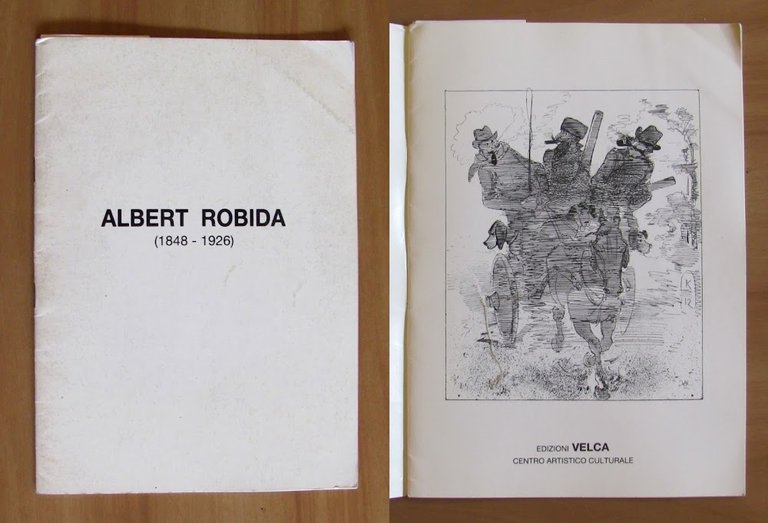 ALBERT ROBIDA
(1848 - 1926)
EDIZIONI VELCA
CENTRO ARTISTICO CULTURALE